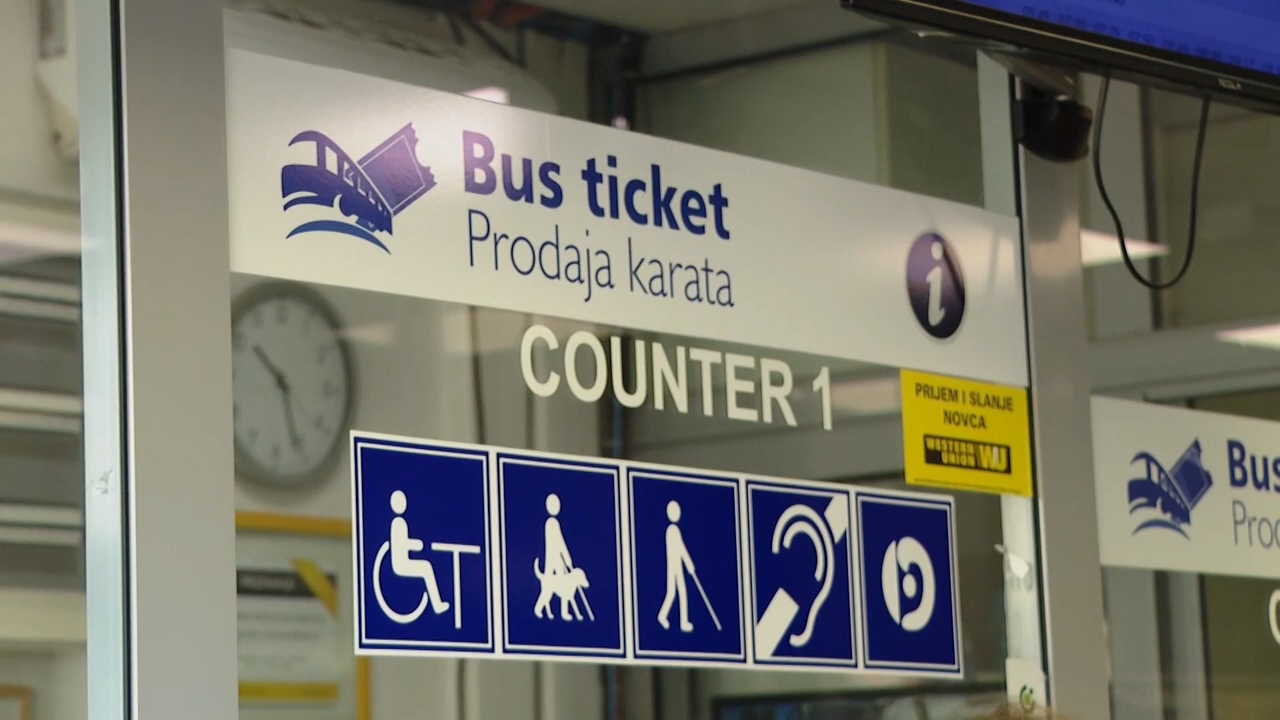 Bus ticket
Prodaja karata
i
COUNTER 1
PRIJEM I SLANJE
NOVCA
WESTERN
UNION WU
Bus
Pro